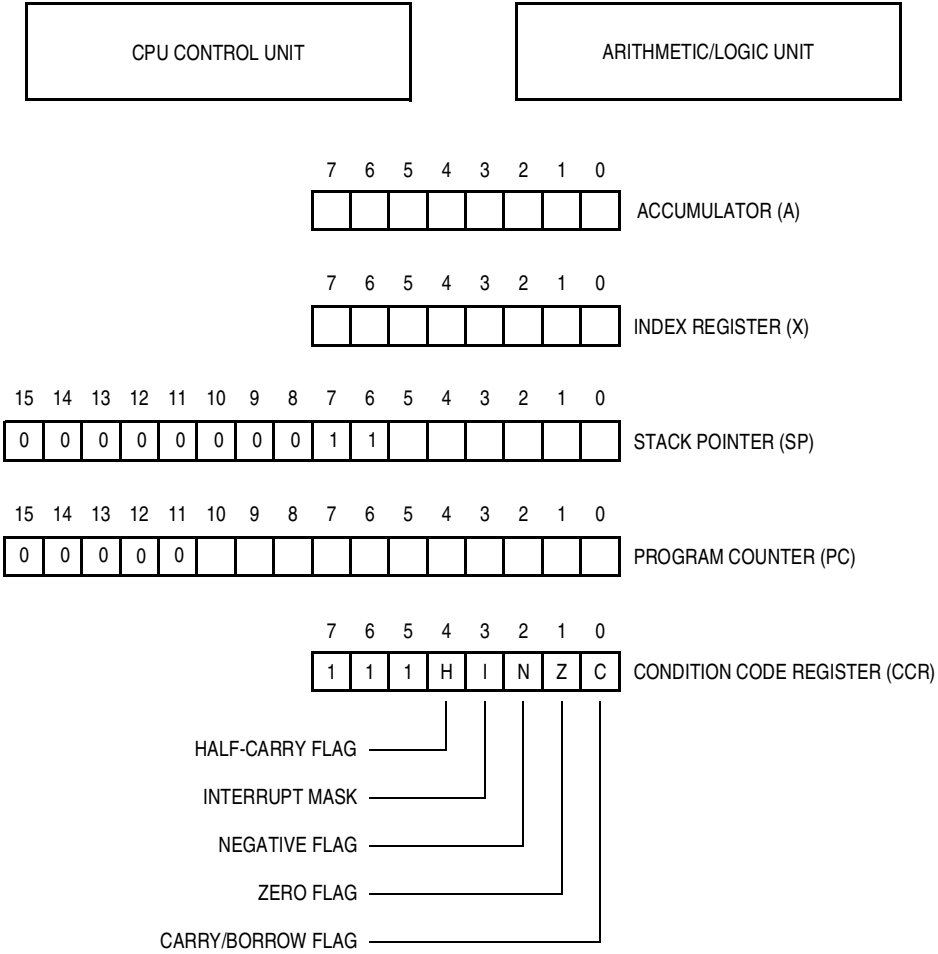 CPU CONTROL UNIT
ARITHMETIC/LOGIC UNIT
7 6 5 4 3 2 1 0
ACCUMULATOR (A)
7 6 5 4 3 2 1 0
INDEX REGISTER (X)
15 14 13 12 11 10 9 8 7 6 5 4 3 2 1 0
0 0 0 0 0 0 0 0 1 1 STACK POINTER (SP)
15 14 13 12 11 10 9 8 7 6 5 4 3 2 1 0
0 0 0 0 0 PROGRAM COUNTER (PC)
7 6 5 4 3 2 1 0
1 1 1 H I N Z C CONDITION CODE REGISTER (CCR)
HALF-CARRY FLAG
INTERRUPT MASK
NEGATIVE FLAG
ZERO FLAG
CARRY/BORROW FLAG